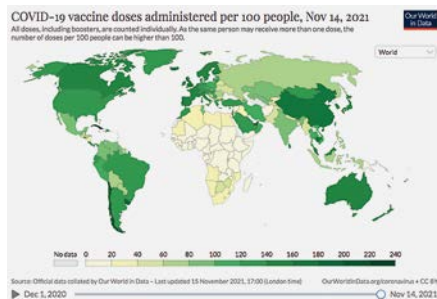 COVID-19 vaccine doses administered per 100 people, Nov 14, 2021
Our World
in Data
All doses, including boosters, are counted individually. As the same person may receive more than one dose, the
number of doses per 100 people can be higher than 100.
World
No data 0 20 40 60 80 100 120 140 160 180 200 220 240
Source: Official data collated by Our World in Data – Last updated 15 November 2021, 17:00 (London time) OurWorldInData.org/coronavirus • CC BY
Dec 1, 2020 Nov 14, 2021